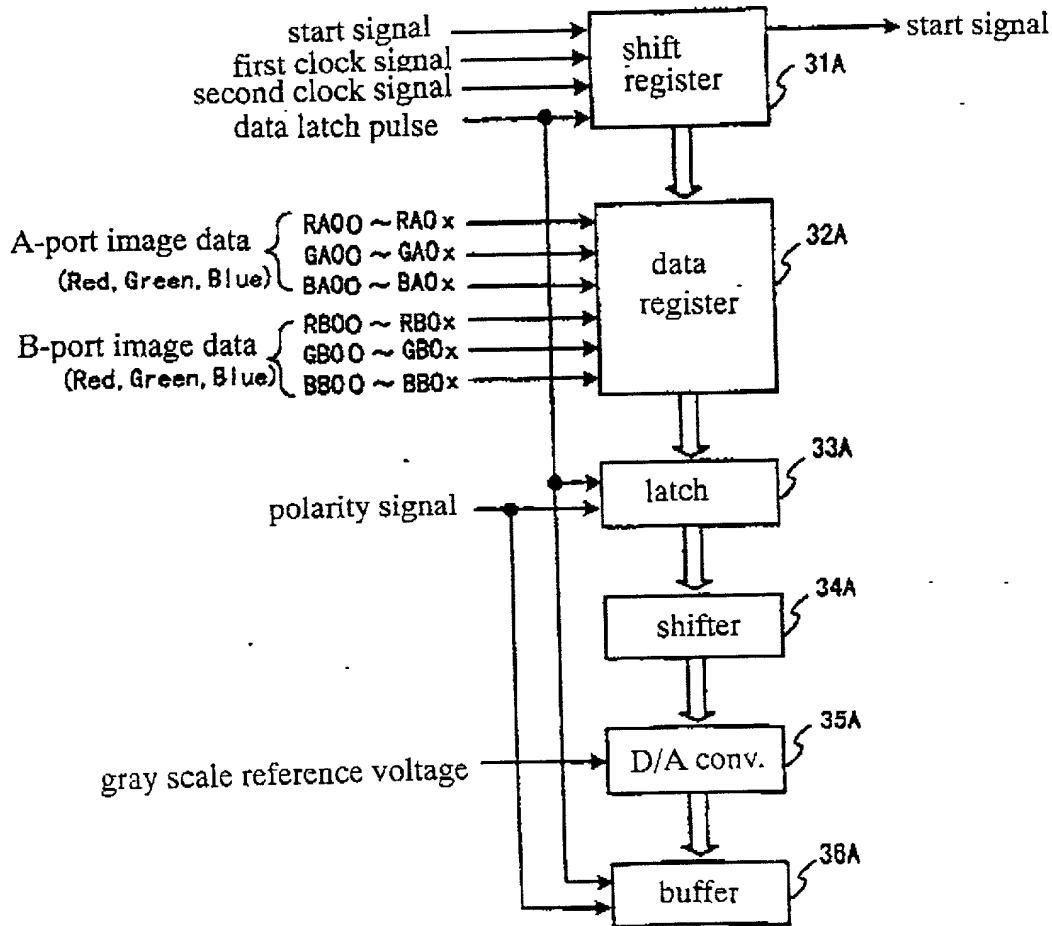 start signal
first clock signal
second clock signal
data latch pulse
shift
register
start signal
31A
A-port image data
(Red, Green, Blue)
RA00 ~ RA0x
GA00 ~ GA0x
BA00 ~ BA0x
B-port image data
(Red, Green, Blue)
RB00 ~ RB0x
GB00 ~ GB0x
BB00 ~ BB0x
data
register
32A
polarity signal
latch
33A
shifter
34A
gray scale reference voltage
D/A conv.
35A
buffer
36A